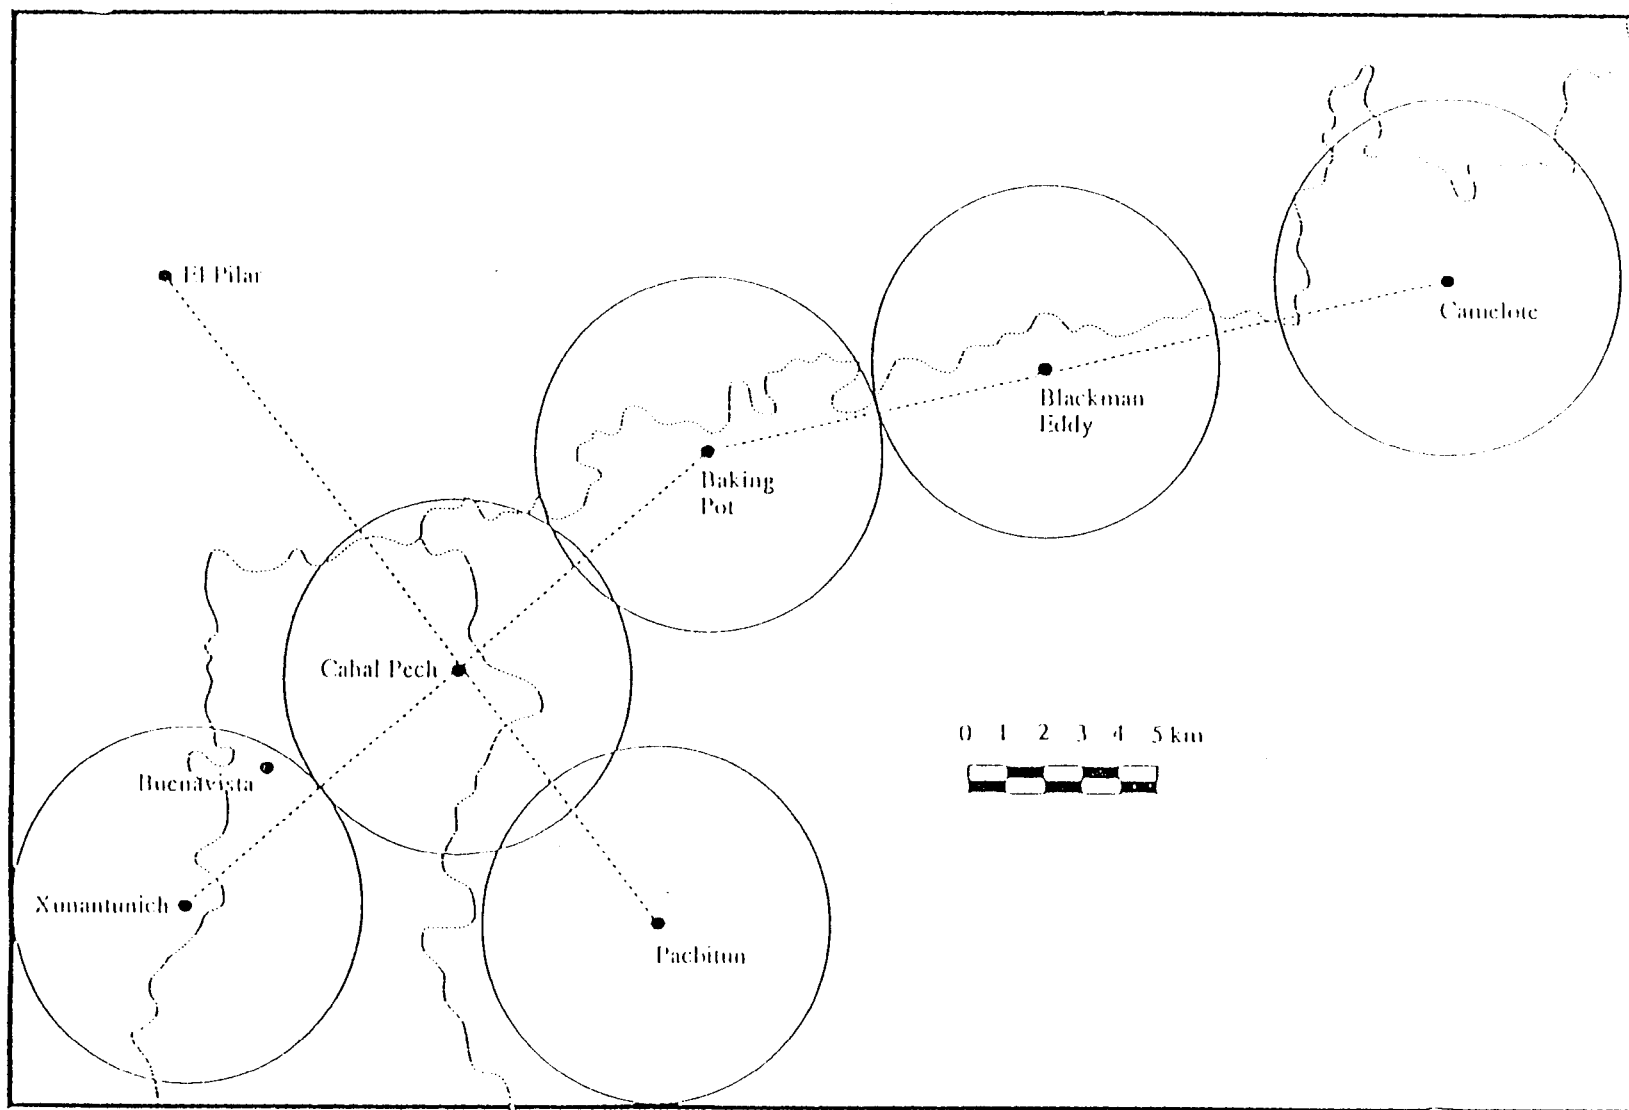 El Pilar
Camelote
Blackman
Eddy
Baking
Pot
Cahal Pech
0 1 2 3 4 5 km
Buenavista
Xunantunich
Pacbitun